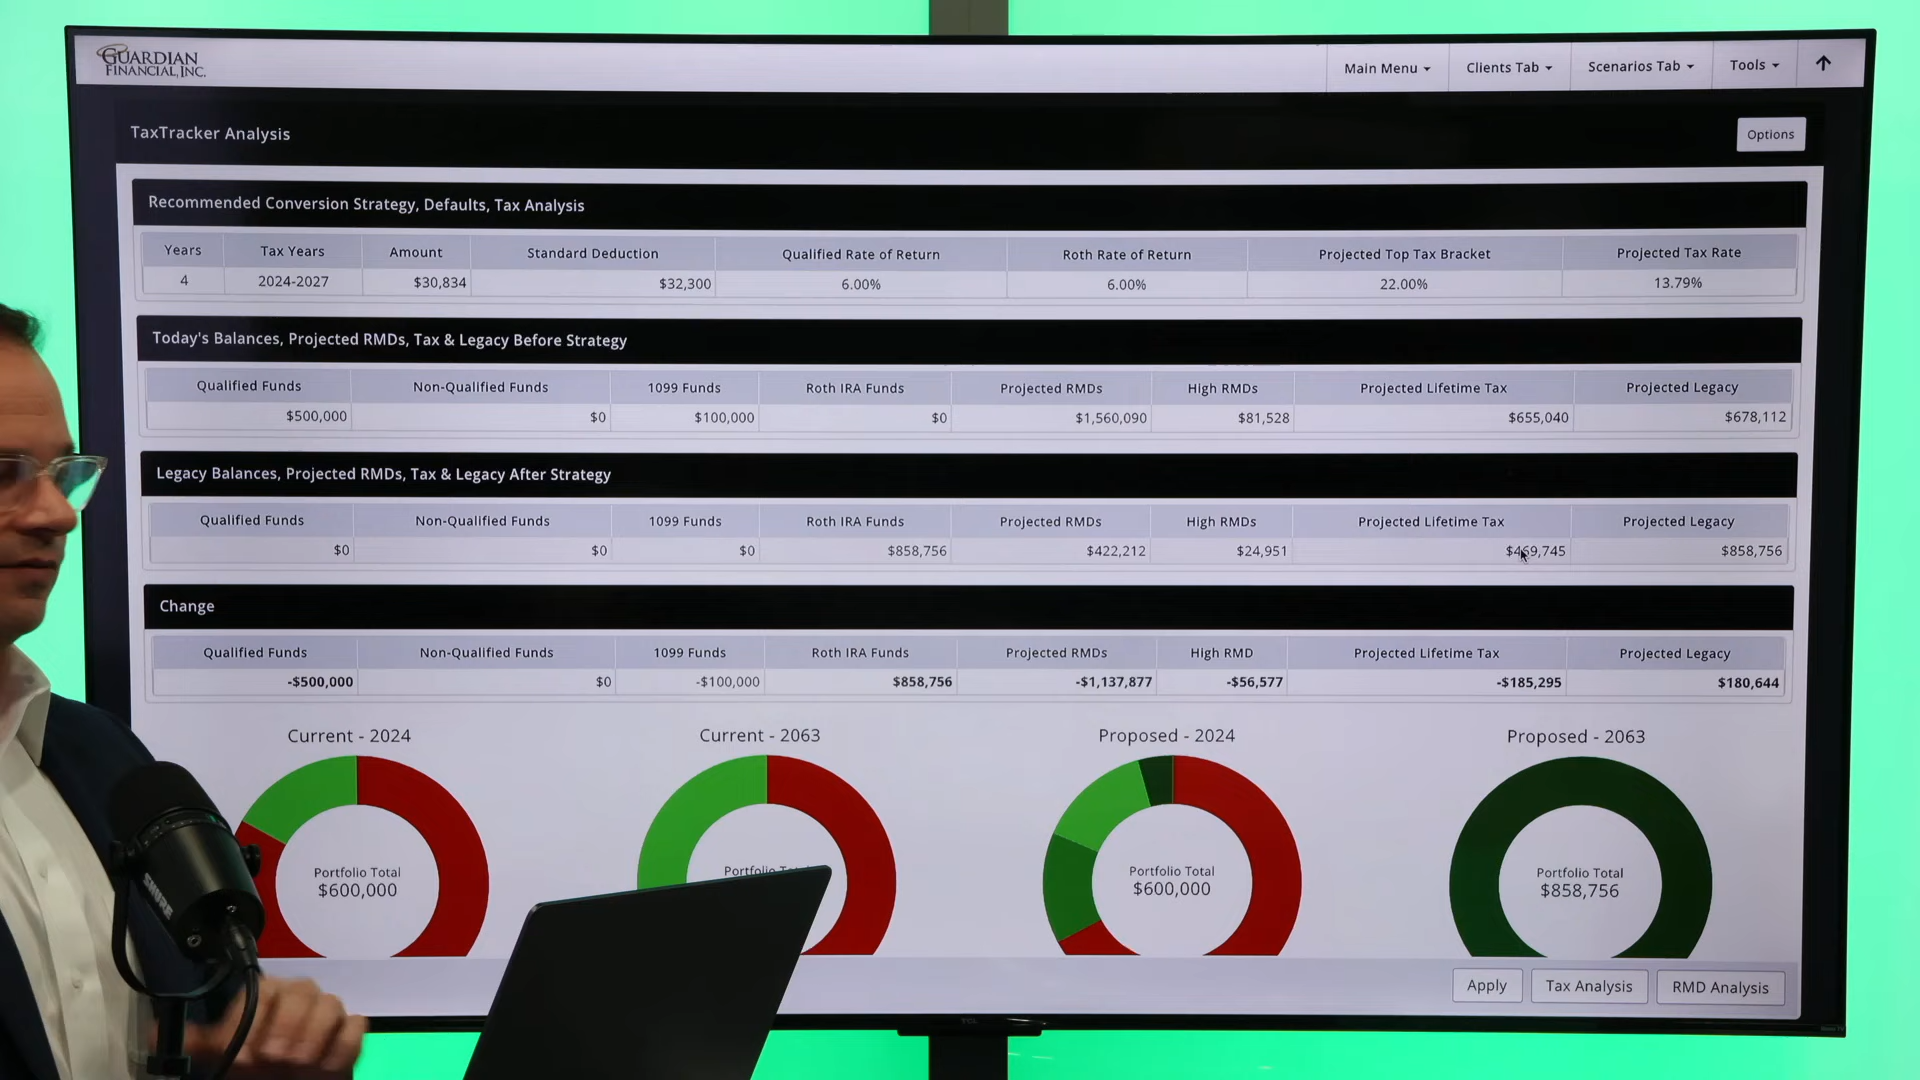 GUARDIAN
FINANCIAL, INC.
Main Menu Clients Tab Scenarios Tab Tools
TaxTracker Analysis Options
Recommended Conversion Strategy, Defaults, Tax Analysis
Years Tax Years Amount Standard Deduction Qualified Rate of Return Roth Rate of Return Projected Top Tax Bracket Projected Tax Rate
4 2024-2027 $30,834 $32,300 6.00% 6.00% 22.00% 13.79%
Today's Balances, Projected RMDs, Tax & Legacy Before Strategy
Qualified Funds Non-Qualified Funds 1099 Funds Roth IRA Funds Projected RMDs High RMDs Projected Lifetime Tax Projected Legacy
$500,000 $0 $100,000 $0 $1,560,090 $81,528 $655,040 $678,112
Legacy Balances, Projected RMDs, Tax & Legacy After Strategy
Qualified Funds Non-Qualified Funds 1099 Funds Roth IRA Funds Projected RMDs High RMDs Projected Lifetime Tax Projected Legacy
$0 $0 $0 $858,756 $422,212 $24,951 $469,745 $858,756
Change
Qualified Funds Non-Qualified Funds 1099 Funds Roth IRA Funds Projected RMDs High RMD Projected Lifetime Tax Projected Legacy
-$500,000 $0 -$100,000 $858,756 -$1,137,877 -$56,577 -$185,295 $180,644
Current - 2024 Current - 2063 Proposed - 2024 Proposed - 2063
Portfolio Total Portfolio Portfolio Total Portfolio Total
$600,000 $600,000 $858,756
Apply Tax Analysis RMD Analysis
SHURE
TCL